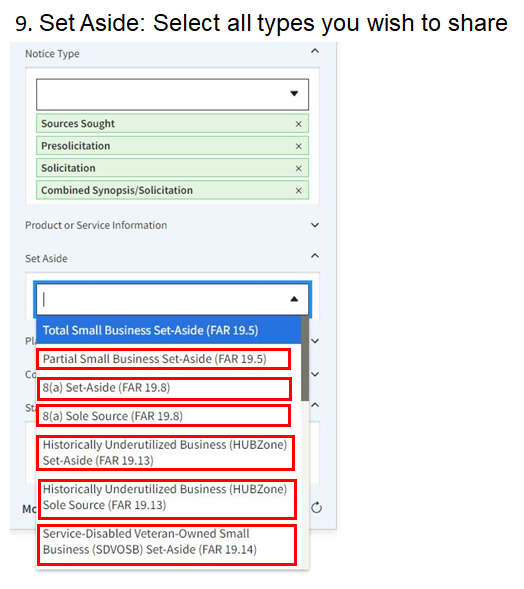 9. Set Aside: Select all types you wish to share
Notice Type
Sources Sought ×
Presolicitation ×
Solicitation ×
Combined Synopsis/Solicitation ×
Product or Service Information
Set Aside
Total Small Business Set-Aside (FAR 19.5)
Pl
Partial Small Business Set-Aside (FAR 19.5)
Co
8(a) Set-Aside (FAR 19.8)
St
8(a) Sole Source (FAR 19.8)
Historically Underutilized Business (HUBZone)
Set-Aside (FAR 19.13)
Historically Underutilized Business (HUBZone)
Sole Source (FAR 19.13)
Mo
Service-Disabled Veteran-Owned Small
Business (SDVOSB) Set-Aside (FAR 19.14)